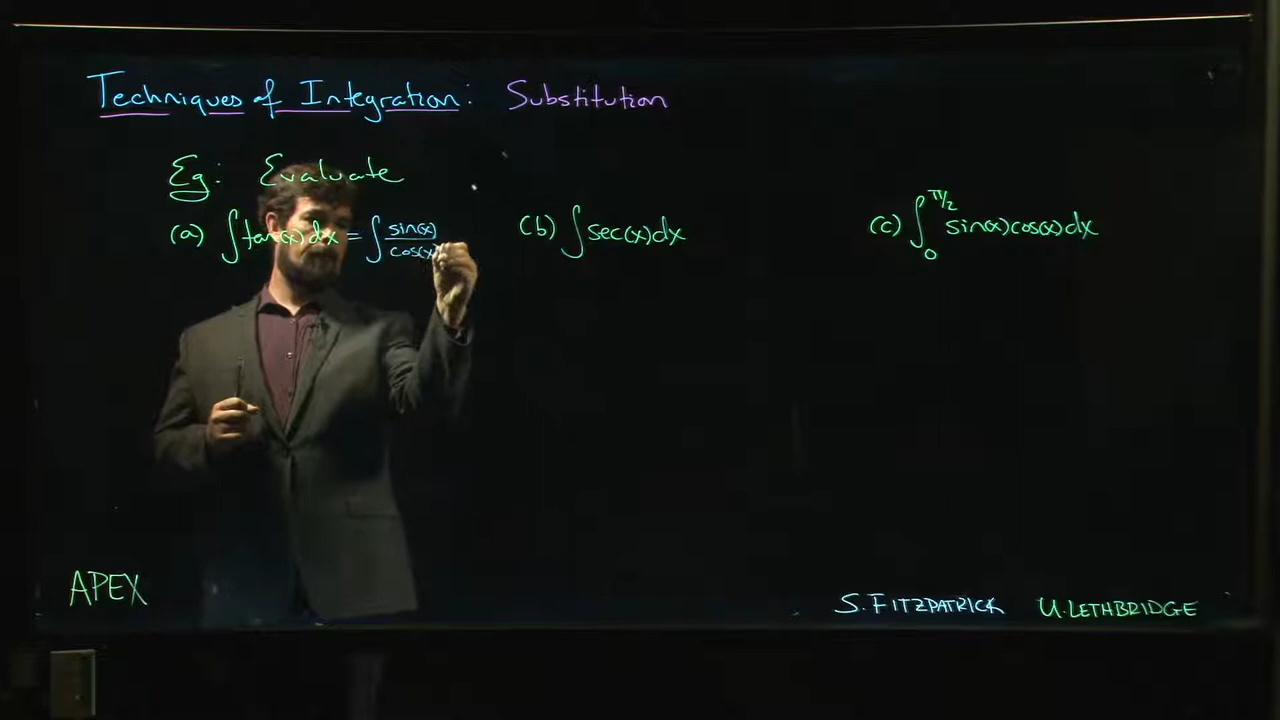 Techniques of Integration: Substitution
Eg: Evaluate
(a) ∫tan(x)dx = ∫ sin(x)/cos(x) (b) ∫sec(x)dx (c) ∫₀^π/2 sin(x)cos(x)dx
APEX
S. FITZPATRICK U. LETHBRIDGE